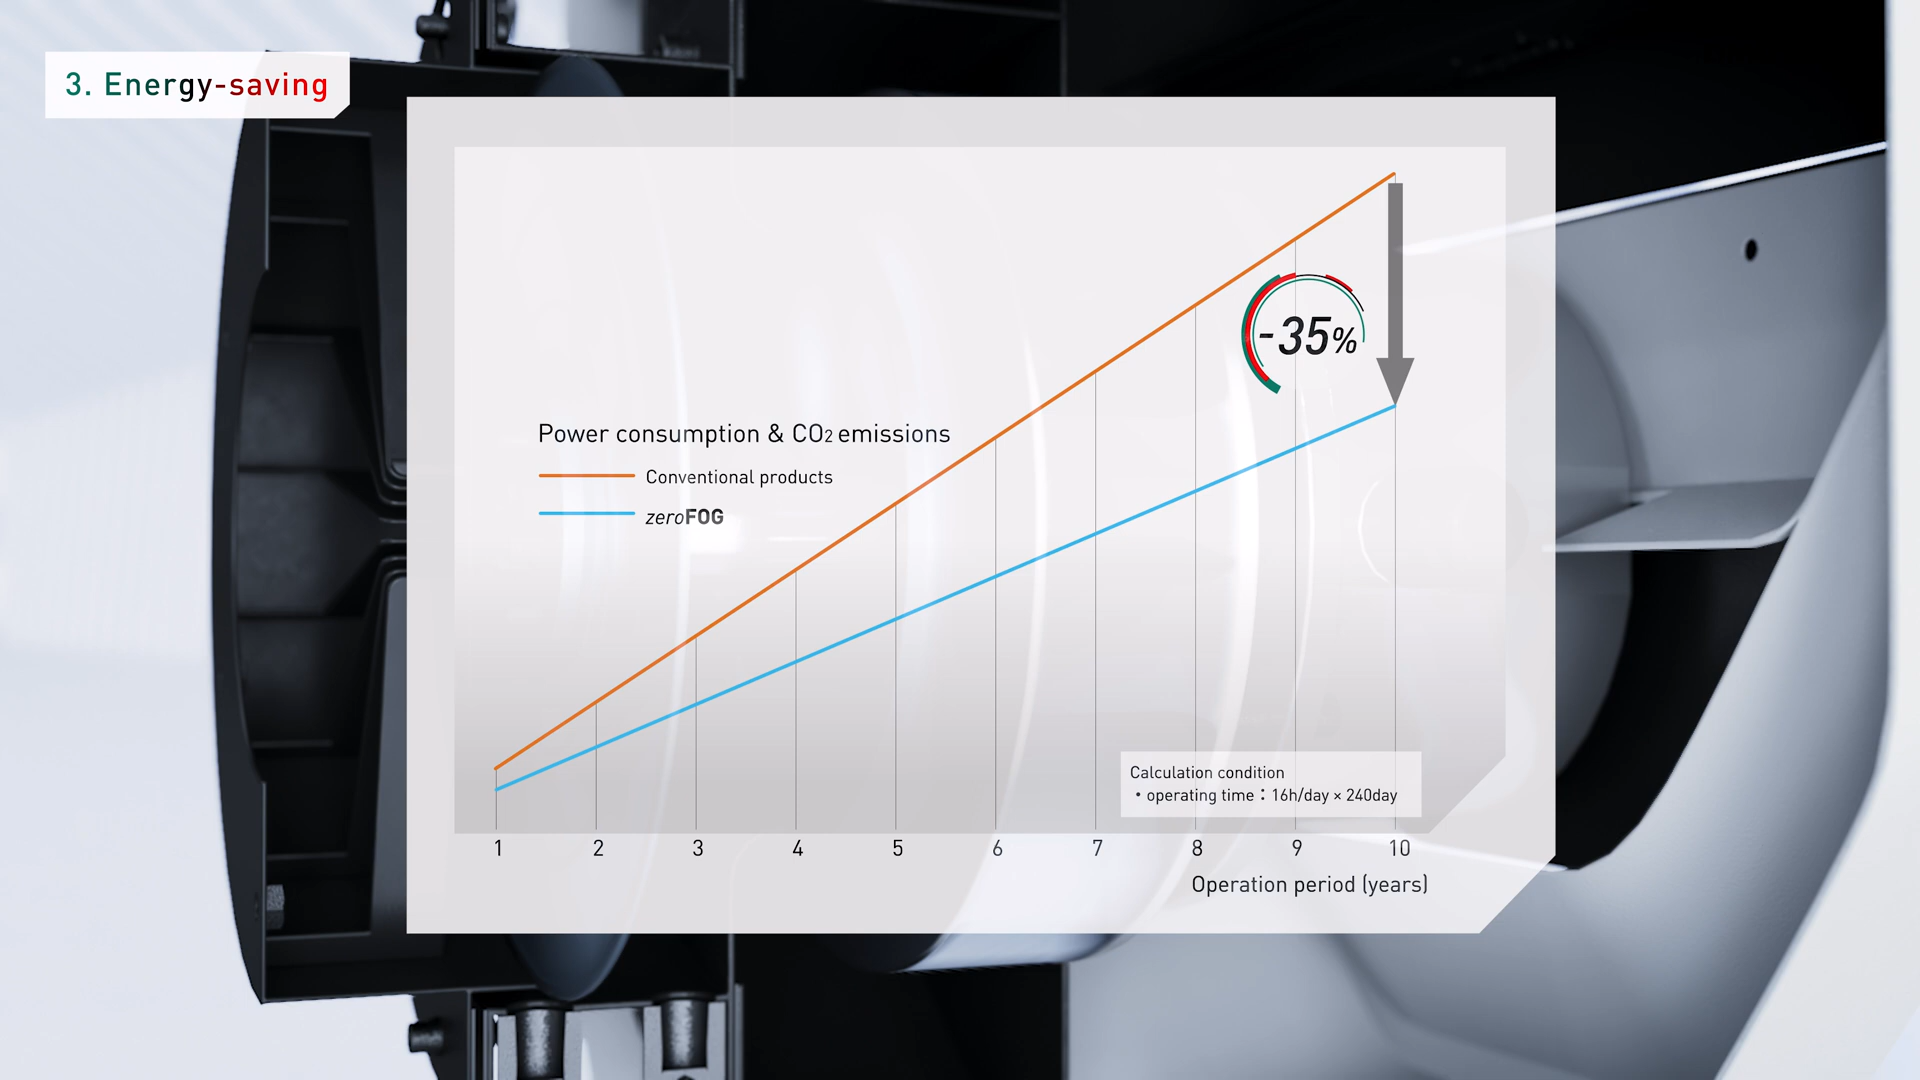 3. Energy-saving
-35%
Power consumption & CO2 emissions
Conventional products
zeroFOG
Calculation condition
・operating time：16h/day × 240day
1 2 3 4 5 6 7 8 9 10
Operation period (years)